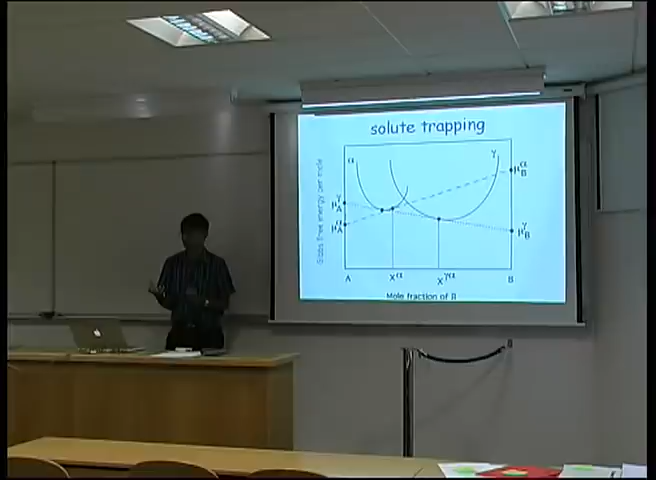 solute trapping
α
γ
μ_B^α
μ_A^γ
μ_A^α
μ_B^γ
Gibbs free energy per mole
A
X^α
X^γα
B
Mole fraction of B